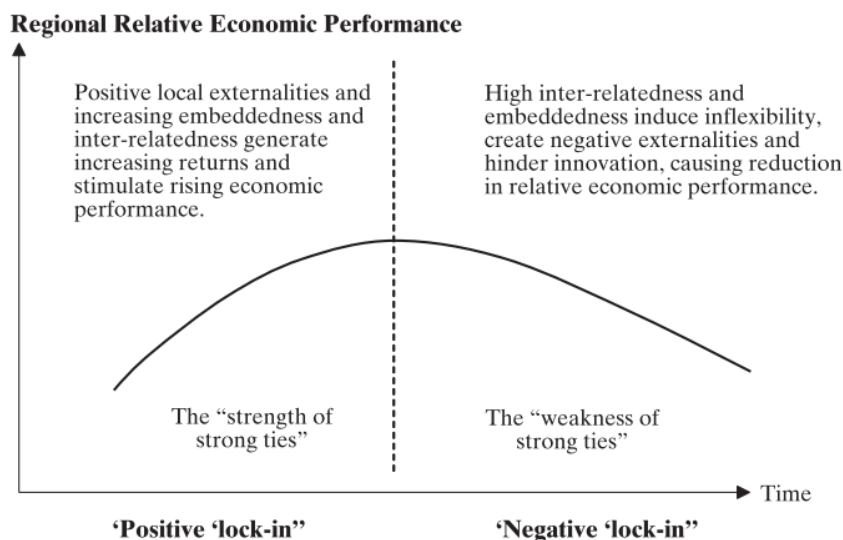 Regional Relative Economic Performance
Positive local externalities and
increasing embeddedness and
inter-relatedness generate
increasing returns and
stimulate rising economic
performance.
High inter-relatedness and
embeddedness induce inflexibility,
create negative externalities and
hinder innovation, causing reduction
in relative economic performance.
The “strength of
strong ties”
The “weakness of
strong ties”
Time
‘Positive ‘lock-in’’
‘Negative ‘lock-in’’